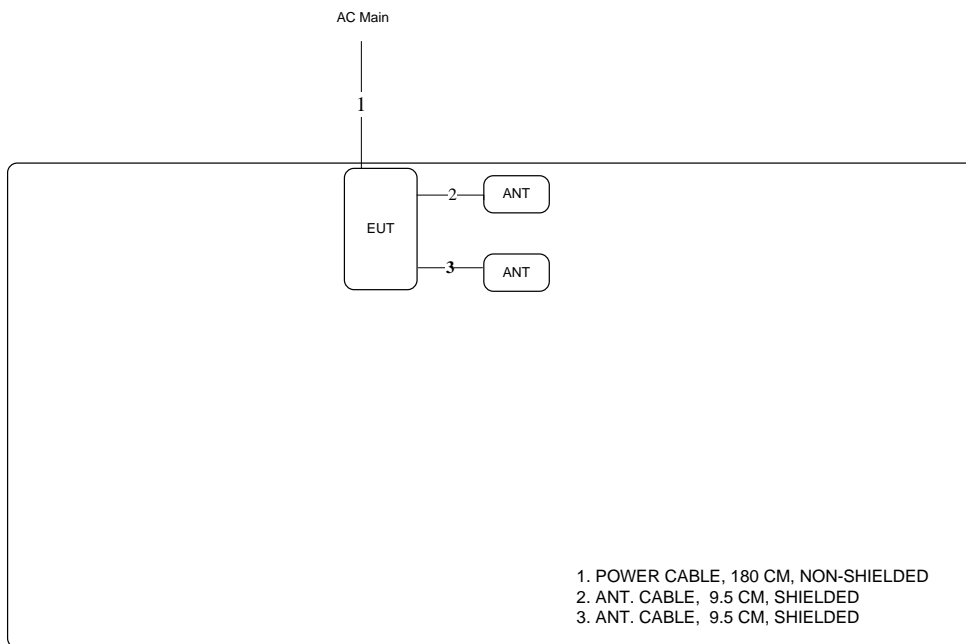 AC Main
1
2
ANT
EUT
3
ANT
1. POWER CABLE, 180 CM, NON-SHIELDED
2. ANT. CABLE,  9.5 CM, SHIELDED
3. ANT. CABLE,  9.5 CM, SHIELDED